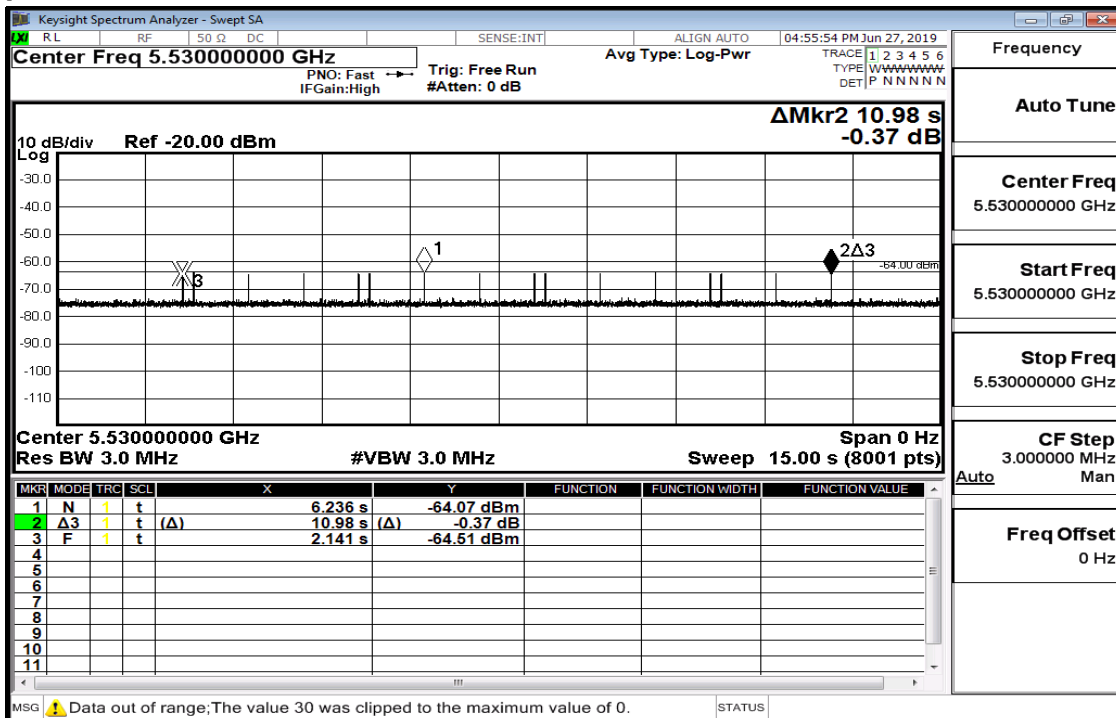 Keysight Spectrum Analyzer - Swept SA
LXI RL RF 50 Ω DC SENSE:INT ALIGN AUTO 04:55:54 PM Jun 27, 2019
Center Freq 5.530000000 GHz
PNO: Fast
IFGain:High
Trig: Free Run
#Atten: 0 dB
Avg Type: Log-Pwr
TRACE 1 2 3 4 5 6
TYPE WWWWWW
DET P N N N N N
ΔMkr2 10.98 s
-0.37 dB
10 dB/div Ref -20.00 dBm
Log
-30.0
-40.0
-50.0
-60.0
-70.0
-80.0
-90.0
-100
-110
3
1
2Δ3
-64.00 dBm
Center 5.530000000 GHz Span 0 Hz
Res BW 3.0 MHz #VBW 3.0 MHz Sweep 15.00 s (8001 pts)
MKR MODE TRC SCL X Y FUNCTION FUNCTION WIDTH FUNCTION VALUE
1 N 1 t 6.236 s -64.07 dBm
2 Δ3 1 t (Δ) 10.98 s (Δ) -0.37 dB
3 F 1 t 2.141 s -64.51 dBm
4
5
6
7
8
9
10
11
MSG Data out of range;The value 30 was clipped to the maximum value of 0. STATUS
Frequency
Auto Tune
Center Freq
5.530000000 GHz
Start Freq
5.530000000 GHz
Stop Freq
5.530000000 GHz
CF Step
3.000000 MHz
Auto Man
Freq Offset
0 Hz